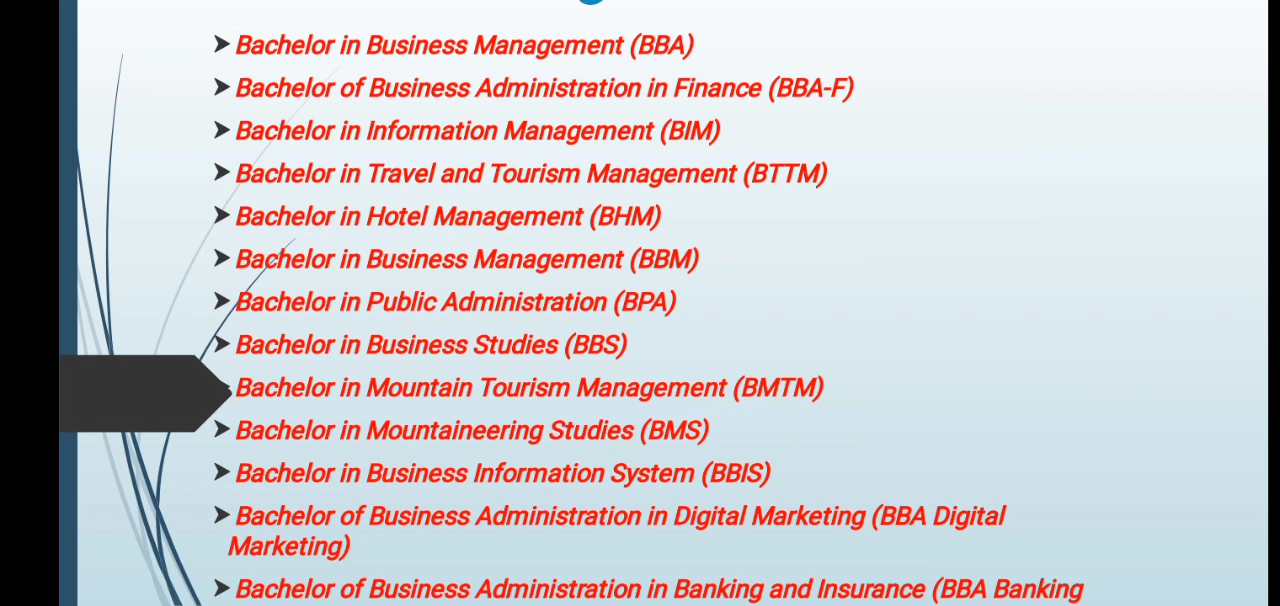 Bachelor in Business Management (BBA)
Bachelor of Business Administration in Finance (BBA-F)
Bachelor in Information Management (BIM)
Bachelor in Travel and Tourism Management (BTTM)
Bachelor in Hotel Management (BHM)
Bachelor in Business Management (BBM)
Bachelor in Public Administration (BPA)
Bachelor in Business Studies (BBS)
Bachelor in Mountain Tourism Management (BMTM)
Bachelor in Mountaineering Studies (BMS)
Bachelor in Business Information System (BBIS)
Bachelor of Business Administration in Digital Marketing (BBA Digital
Marketing)
Bachelor of Business Administration in Banking and Insurance (BBA Banking